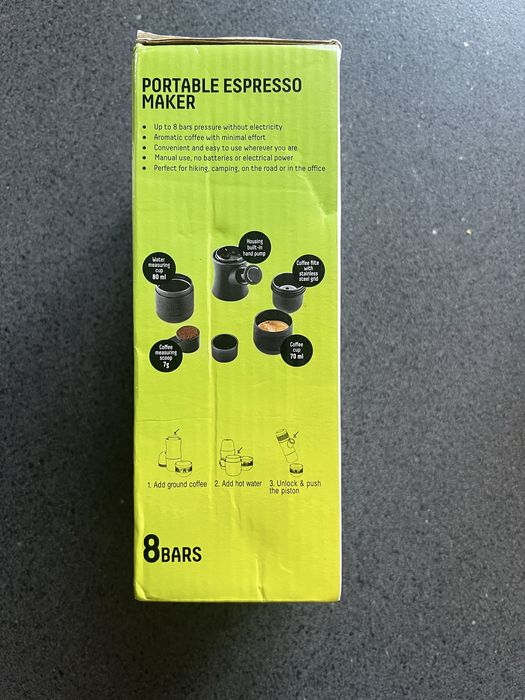 PORTABLE ESPRESSO
MAKER
• Up to 8 bars pressure without electricity
• Aromatic coffee with minimal effort
• Convenient and easy to use wherever you are
• Manual use, no batteries or electrical power
• Perfect for hiking, camping, on the road or in the office
Housing
built-in
hand pump
Water
measuring
cup
80 ml
Coffee filte
with
stainless
steel grid
Coffee
measuring
scoop
7g
Coffee
cup
70 ml
1. Add ground coffee
2. Add hot water
3. Unlock & push
the piston
8BARS